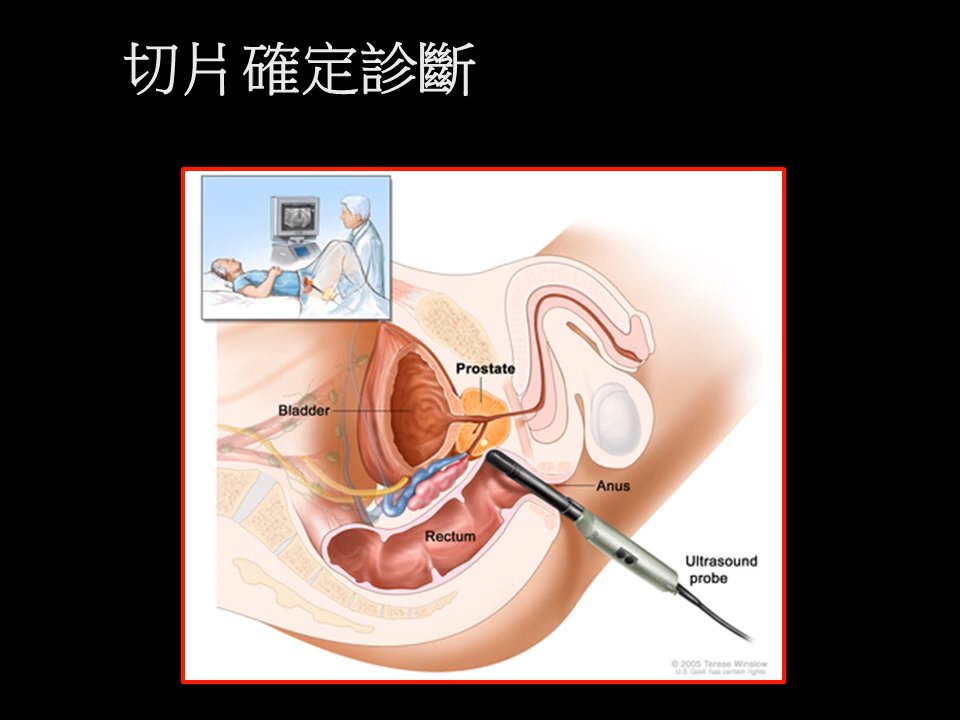 切片確定診斷
Prostate
Bladder
Anus
Rectum
Ultrasound
probe
© 2005 Terese Winslow
U.S. Govt. has certain rights